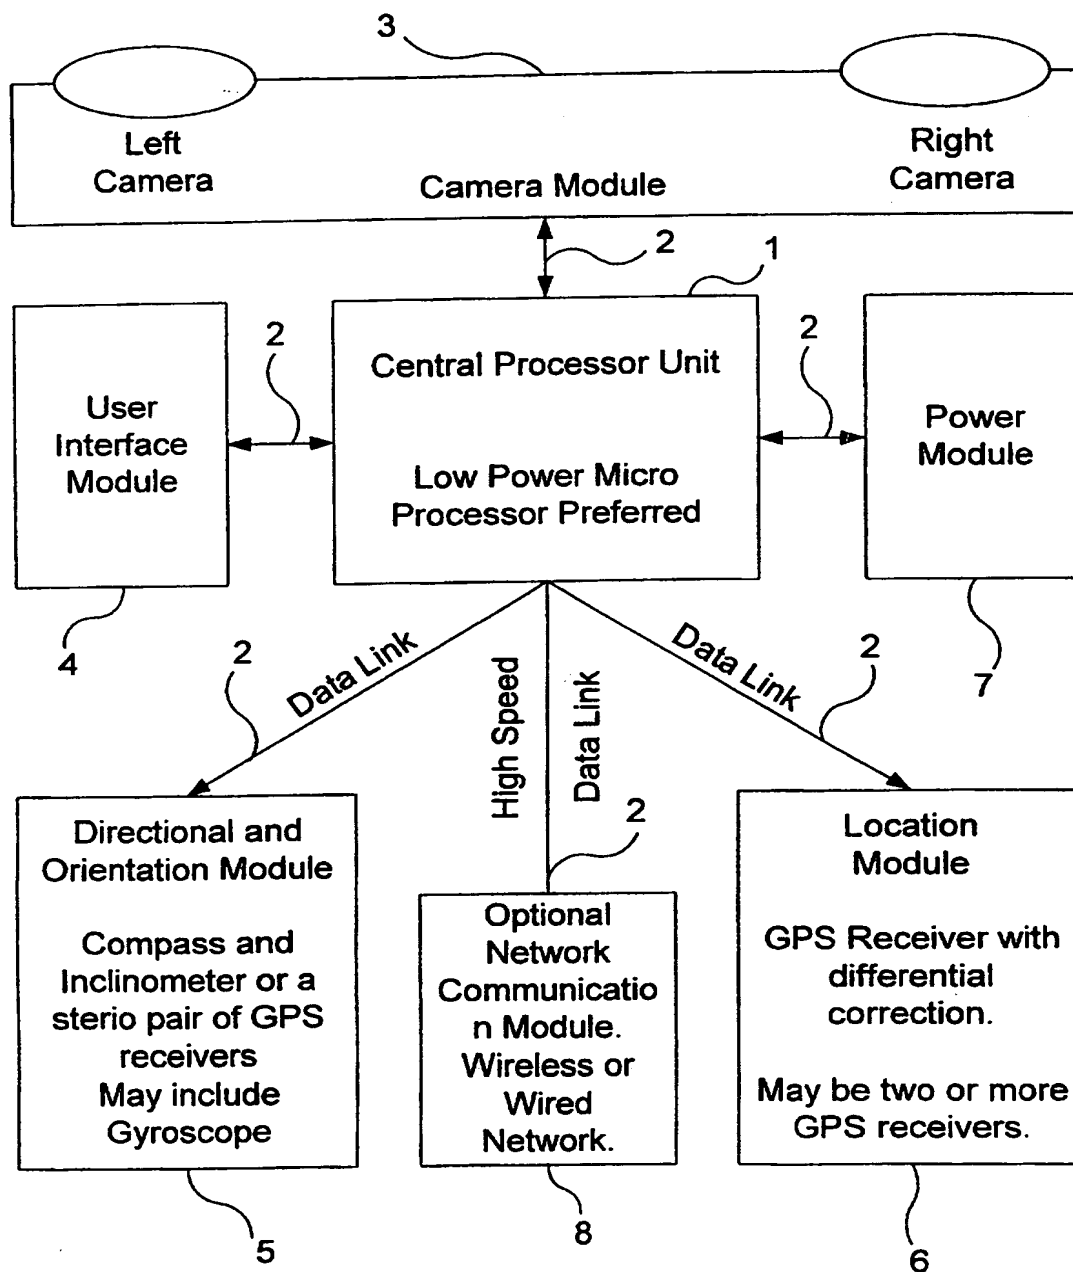 3
Left
Camera
Right
Camera
Camera Module
2
1
User
Interface
Module
2
Central Processor Unit
Low Power Micro
Processor Preferred
2
Power
Module
4
7
2
Data Link
High Speed
Data Link
Data Link
2
Directional and
Orientation Module
Compass and
Inclinometer or a
sterio pair of GPS
receivers
May include
Gyroscope
2
Optional
Network
Communicatio
n Module.
Wireless or
Wired
Network.
Location
Module
GPS Receiver with
differential
correction.
May be two or more
GPS receivers.
5
8
6